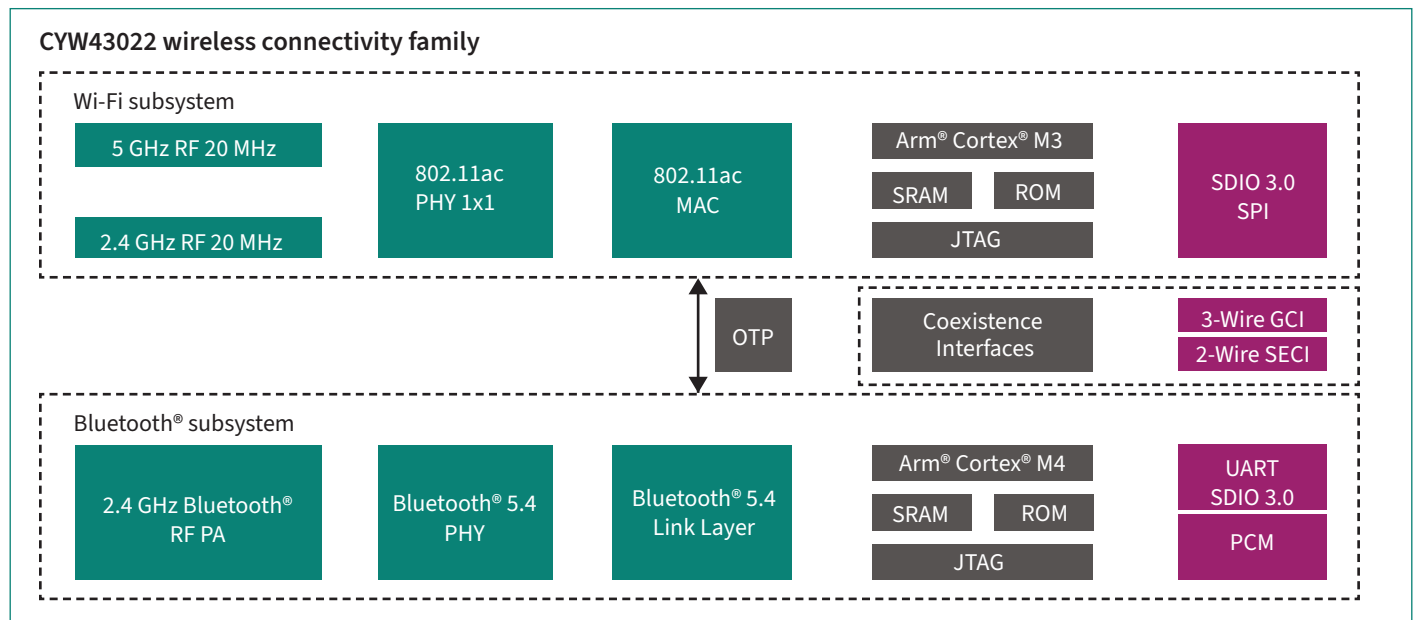 CYW43022 wireless connectivity family
Wi-Fi subsystem
5 GHz RF 20 MHz
2.4 GHz RF 20 MHz
802.11ac
PHY 1x1
802.11ac
MAC
Arm® Cortex® M3
SRAM
ROM
JTAG
SDIO 3.0
SPI
OTP
Coexistence
Interfaces
3-Wire GCI
2-Wire SECI
Bluetooth® subsystem
2.4 GHz Bluetooth®
RF PA
Bluetooth® 5.4
PHY
Bluetooth® 5.4
Link Layer
Arm® Cortex® M4
SRAM
ROM
JTAG
UART
SDIO 3.0
PCM